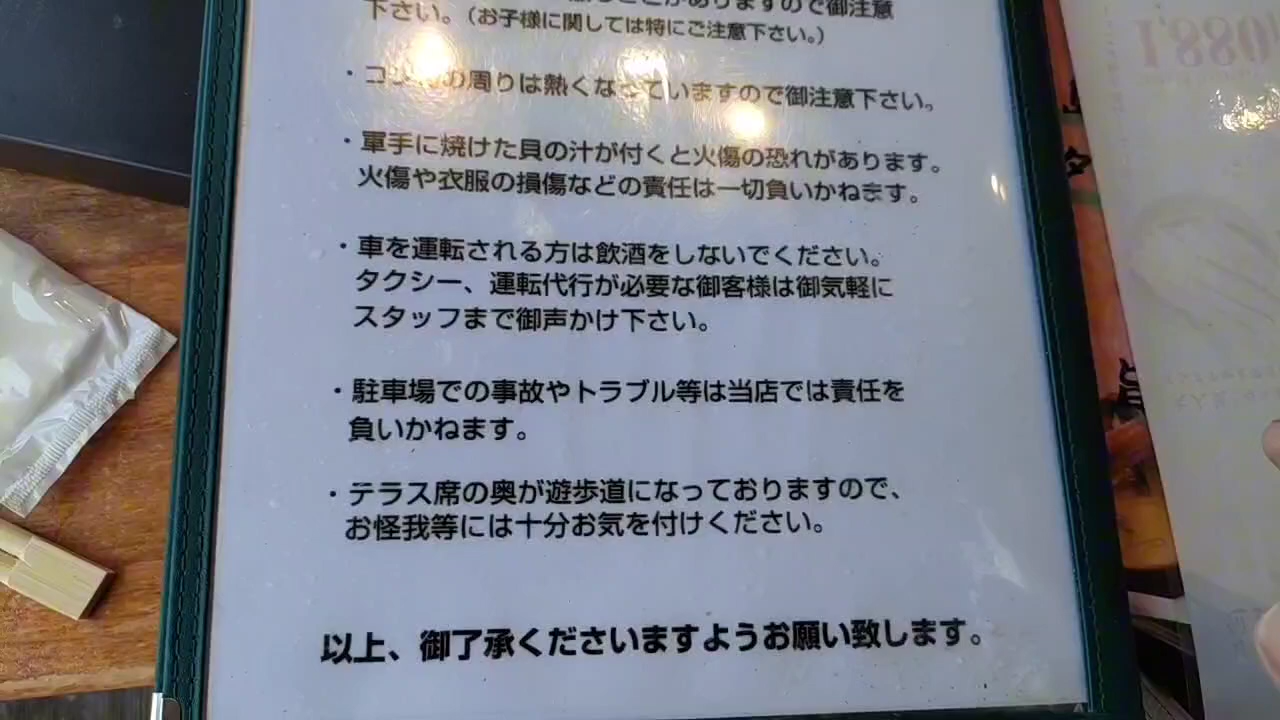 がありますので御注意
下さい。（お子様に関しては特にご注意下さい。）
・コンロの周りは熱くなっていますので御注意下さい。
・軍手に焼けた貝の汁が付くと火傷の恐れがあります。
火傷や衣服の損傷などの責任は一切負いかねます。
・車を運転される方は飲酒をしないでください。
タクシー、運転代行が必要な御客様は御気軽に
スタッフまで御声かけ下さい。
・駐車場での事故やトラブル等は当店では責任を
負いかねます。
・テラス席の奥が遊歩道になっておりますので、
お怪我等には十分お気を付けください。
以上、御了承くださいますようお願い致します。